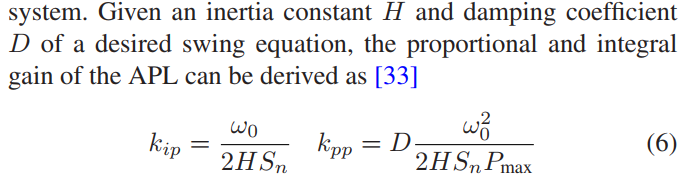 system. Given an inertia constant H and damping coefficient
D of a desired swing equation, the proportional and integral
gain of the APL can be derived as [33]
k_{ip} = \frac{\omega_0}{2HS_n} \quad k_{pp} = D \frac{\omega_0^2}{2HS_nP_{\max}} \quad (6)